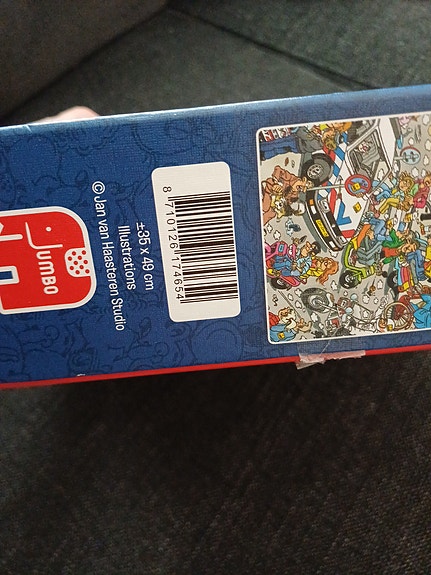 8 710126 174654
±35 x 49 cm
Illustrations
© Jan van Haasteren Studio
JUMBO